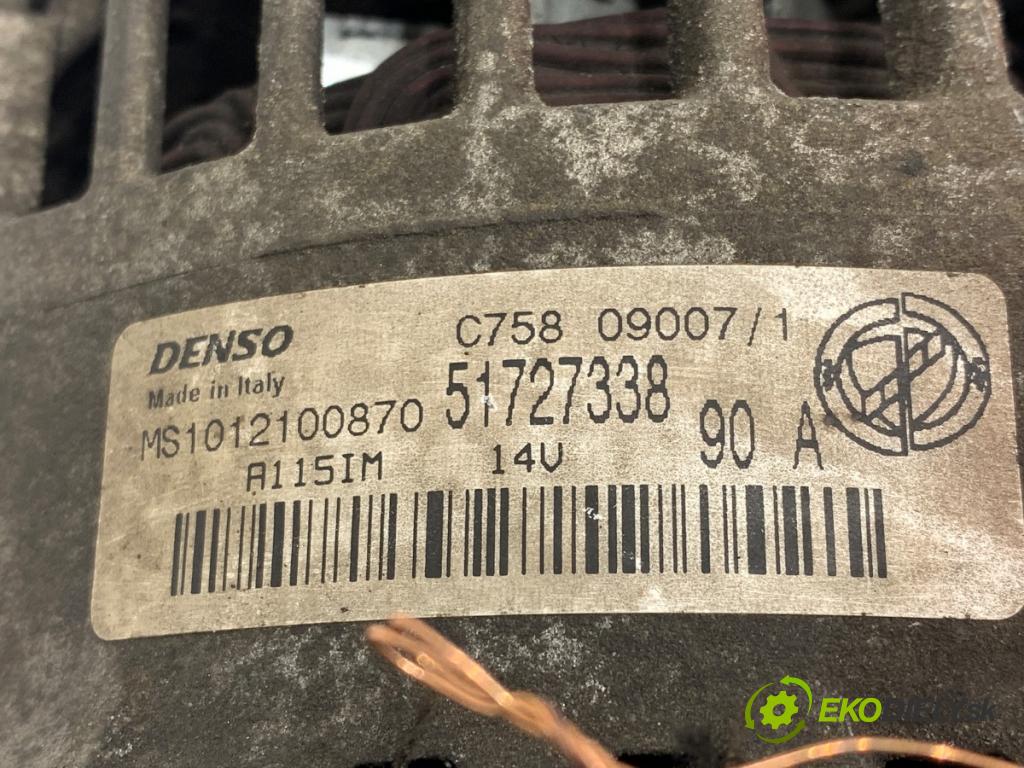 DENSO
Made in Italy
C758 09007/1
51727338
MS1012100870
90 A
A115IM
14V